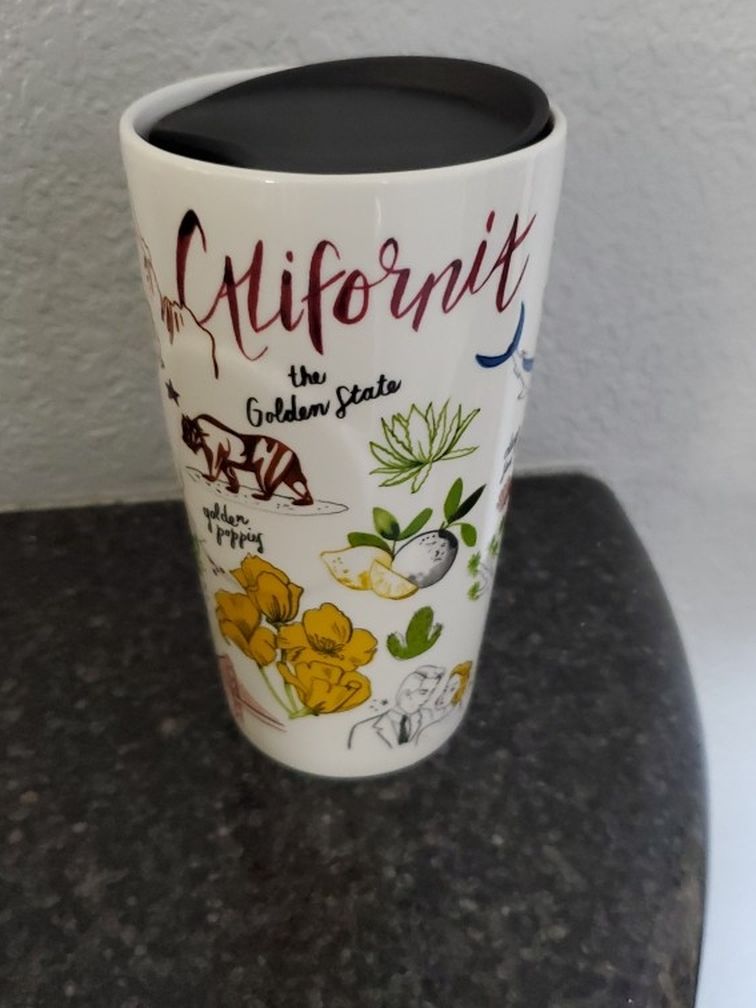 California
the
Golden State
golden
poppies